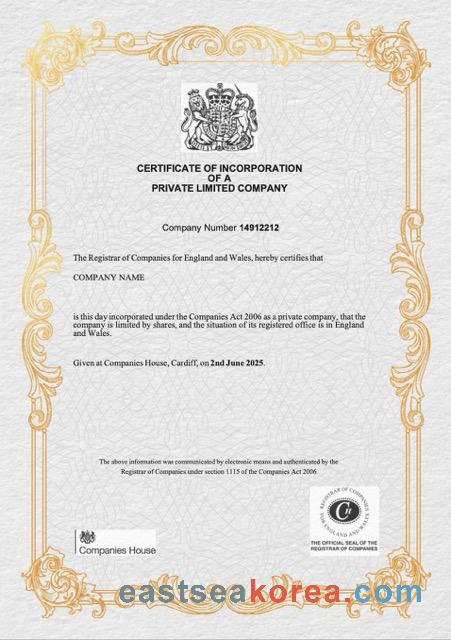 CERTIFICATE OF INCORPORATION
OF A
PRIVATE LIMITED COMPANY
Company Number 14912212
The Registrar of Companies for England and Wales, hereby certifies that
COMPANY NAME
is this day incorporated under the Companies Act 2006 as a private company, that the
company is limited by shares, and the situation of its registered office is in England
and Wales.
Given at Companies House, Cardiff, on 2nd June 2025.
The above information was communicated by electronic means and authenticated by the
Registrar of Companies under section 1115 of the Companies Act 2006
REGISTRAR OF COMPANIES
FOR ENGLAND AND WALES
CH
THE OFFICIAL SEAL OF THE
REGISTRAR OF COMPANIES
Companies House
eastseakorea.com